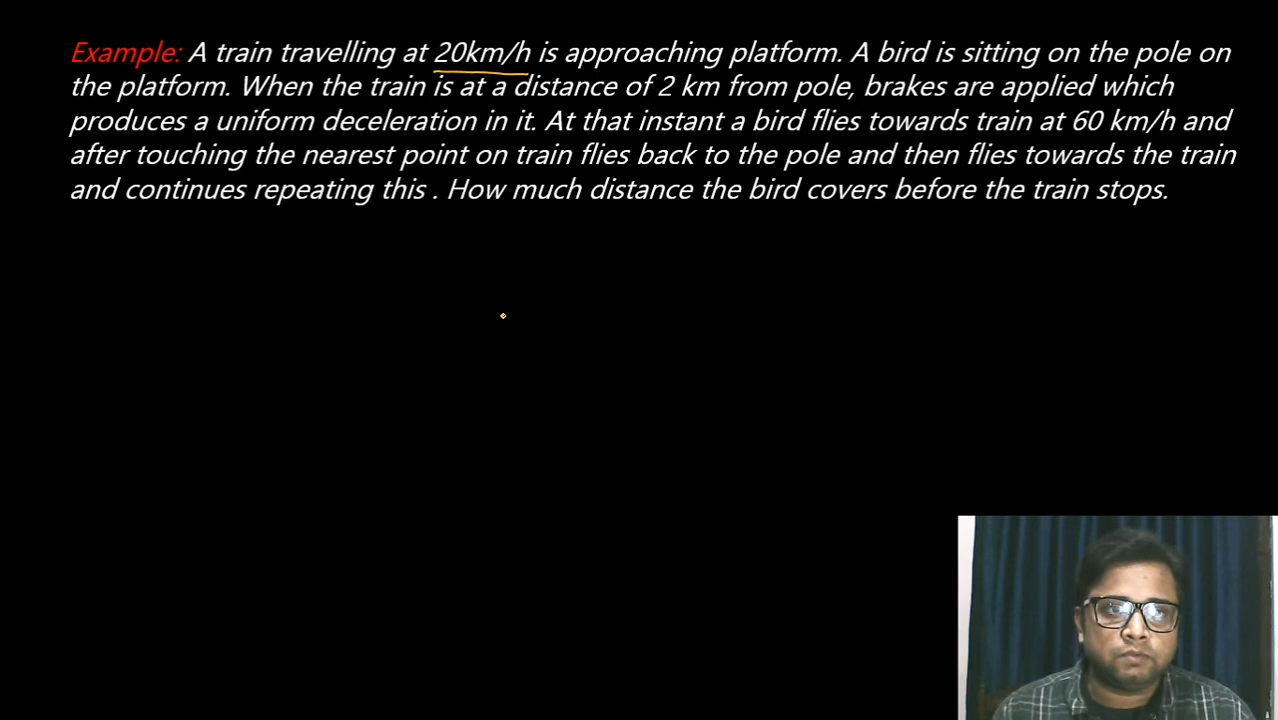 Example: A train travelling at 20km/h is approaching platform. A bird is sitting on the pole on
the platform. When the train is at a distance of 2 km from pole, brakes are applied which
produces a uniform deceleration in it. At that instant a bird flies towards train at 60 km/h and
after touching the nearest point on train flies back to the pole and then flies towards the train
and continues repeating this . How much distance the bird covers before the train stops.